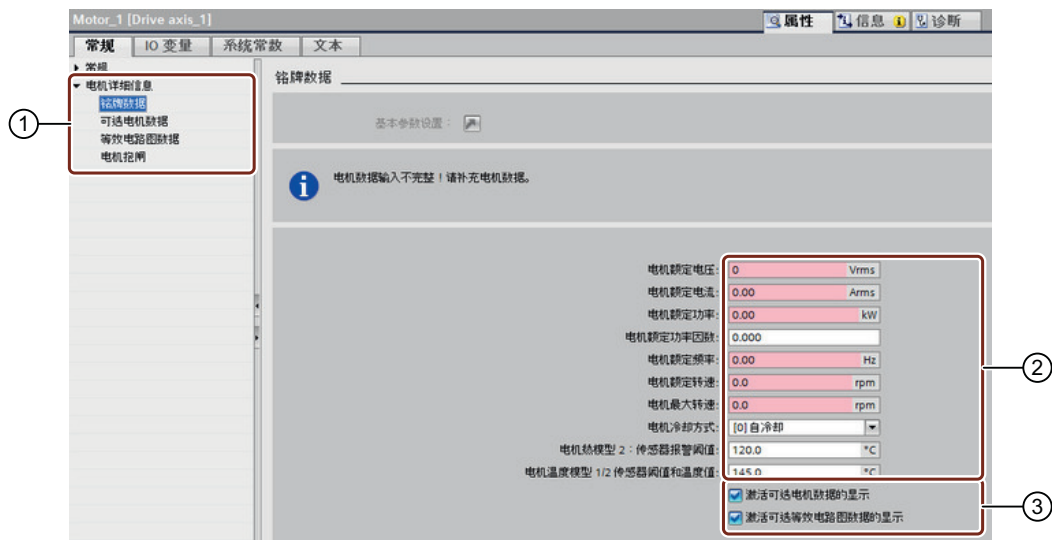 Motor_1 [Drive axis_1]
属性
信息
诊断
常规
IO 变量
系统常数
文本
常规
电机详细信息
铭牌数据
可选电机数据
等效电路图数据
电机抱闸
①
铭牌数据
基本参数设置：
电机数据输入不完整！请补充电机数据。
电机额定电压: 0 Vrms
电机额定电流: 0.00 Arms
电机额定功率: 0.00 kW
电机额定功率因数: 0.000
电机额定频率: 0.00 Hz
电机额定转速: 0.0 rpm
电机最大转速: 0.0 rpm
电机冷却方式: [0] 自冷却
电机热模型 2：传感器报警阈值: 120.0 °C
电机温度模型 1/2 传感器阈值和温度值: 145.0 °C
②
激活可选电机数据的显示
激活可选等效电路图数据的显示
③